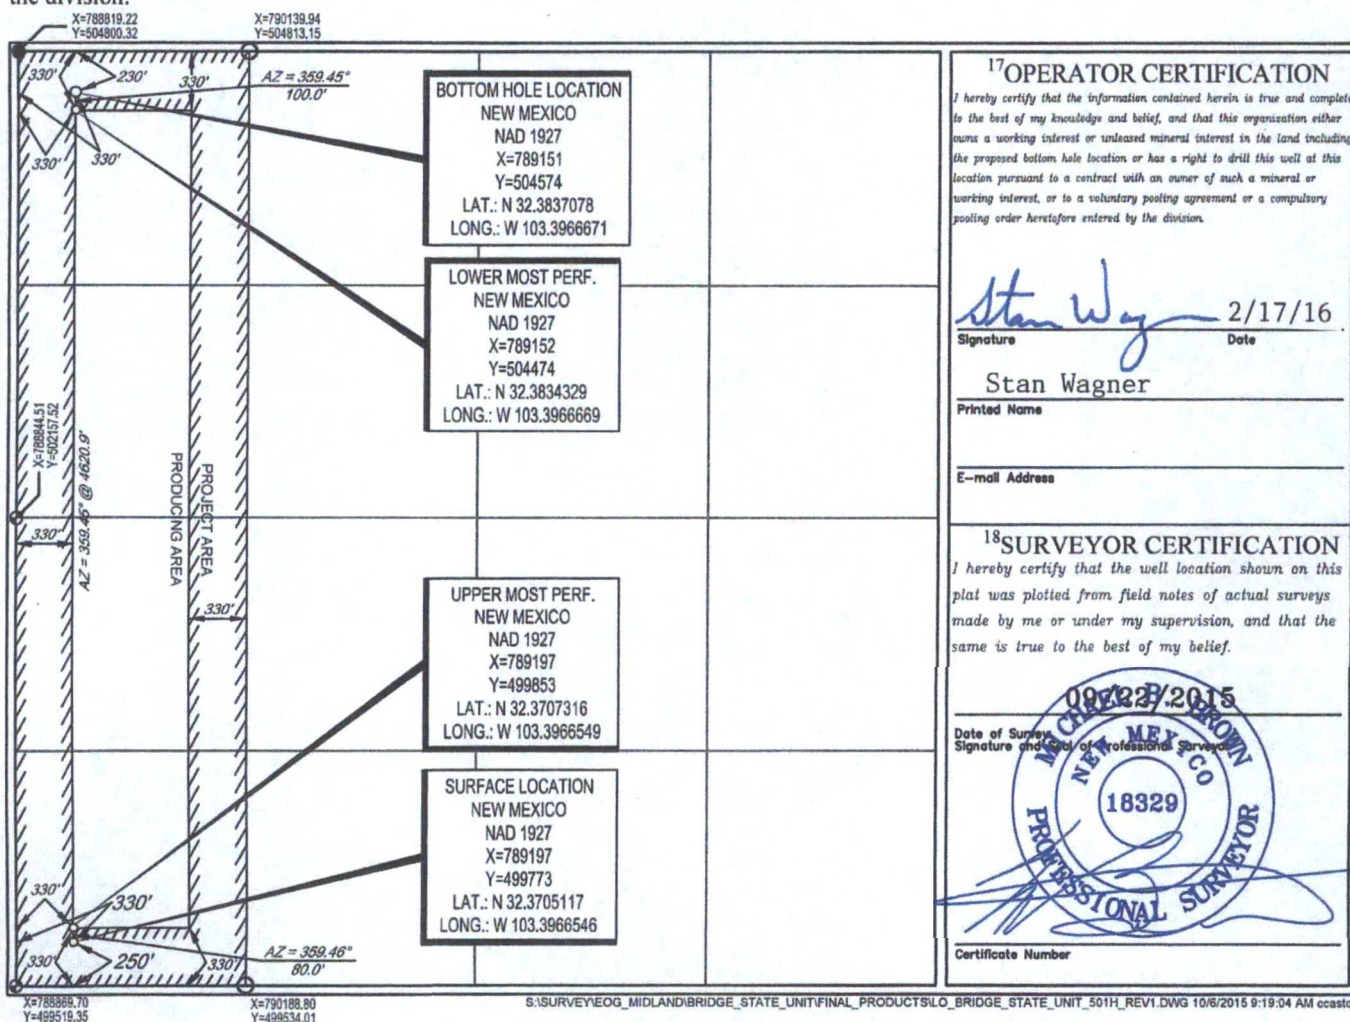 the division.
X=788819.22
Y=504800.32
X=790139.94
Y=504813.15
330'
230'
330'
AZ = 359.45°
100.0'
330'
330'
BOTTOM HOLE LOCATION
NEW MEXICO
NAD 1927
X=789151
Y=504574
LAT.: N 32.3837078
LONG.: W 103.3966671
LOWER MOST PERF.
NEW MEXICO
NAD 1927
X=789152
Y=504474
LAT.: N 32.3834329
LONG.: W 103.3966669
X=788844.51
Y=502157.52
AZ = 359.45° @ 4620.9'
PRODUCING AREA
PROJECT AREA
330'
330'
UPPER MOST PERF.
NEW MEXICO
NAD 1927
X=789197
Y=499853
LAT.: N 32.3707316
LONG.: W 103.3966549
SURFACE LOCATION
NEW MEXICO
NAD 1927
X=789197
Y=499773
LAT.: N 32.3705117
LONG.: W 103.3966546
330'
330'
330'
250'
330'
AZ = 359.46°
80.0'
X=788869.70
Y=499519.35
X=790188.80
Y=499534.01
17 OPERATOR CERTIFICATION
I hereby certify that the information contained herein is true and complete
to the best of my knowledge and belief, and that this organization either
owns a working interest or unleased mineral interest in the land including
the proposed bottom hole location or has a right to drill this well at this
location pursuant to a contract with an owner of such a mineral or
working interest, or to a voluntary pooling agreement or a compulsory
pooling order heretofore entered by the division.
Stan Wag
2/17/16
Signature
Date
Stan Wagner
Printed Name
E-mail Address
18 SURVEYOR CERTIFICATION
I hereby certify that the well location shown on this
plat was plotted from field notes of actual surveys
made by me or under my supervision, and that the
same is true to the best of my belief.
09/22/2015
Date of Survey
Signature and Seal of Professional Surveyor
MICHAEL B. BROWN
NEW MEXICO
18329
PROFESSIONAL SURVEYOR
Certificate Number
S:\SURVEY\EOG_MIDLAND\BRIDGE_STATE_UNIT\FINAL_PRODUCTS\LO_BRIDGE_STATE_UNIT_501H_REV1.DWG 10/6/2015 9:19:04 AM ccasto